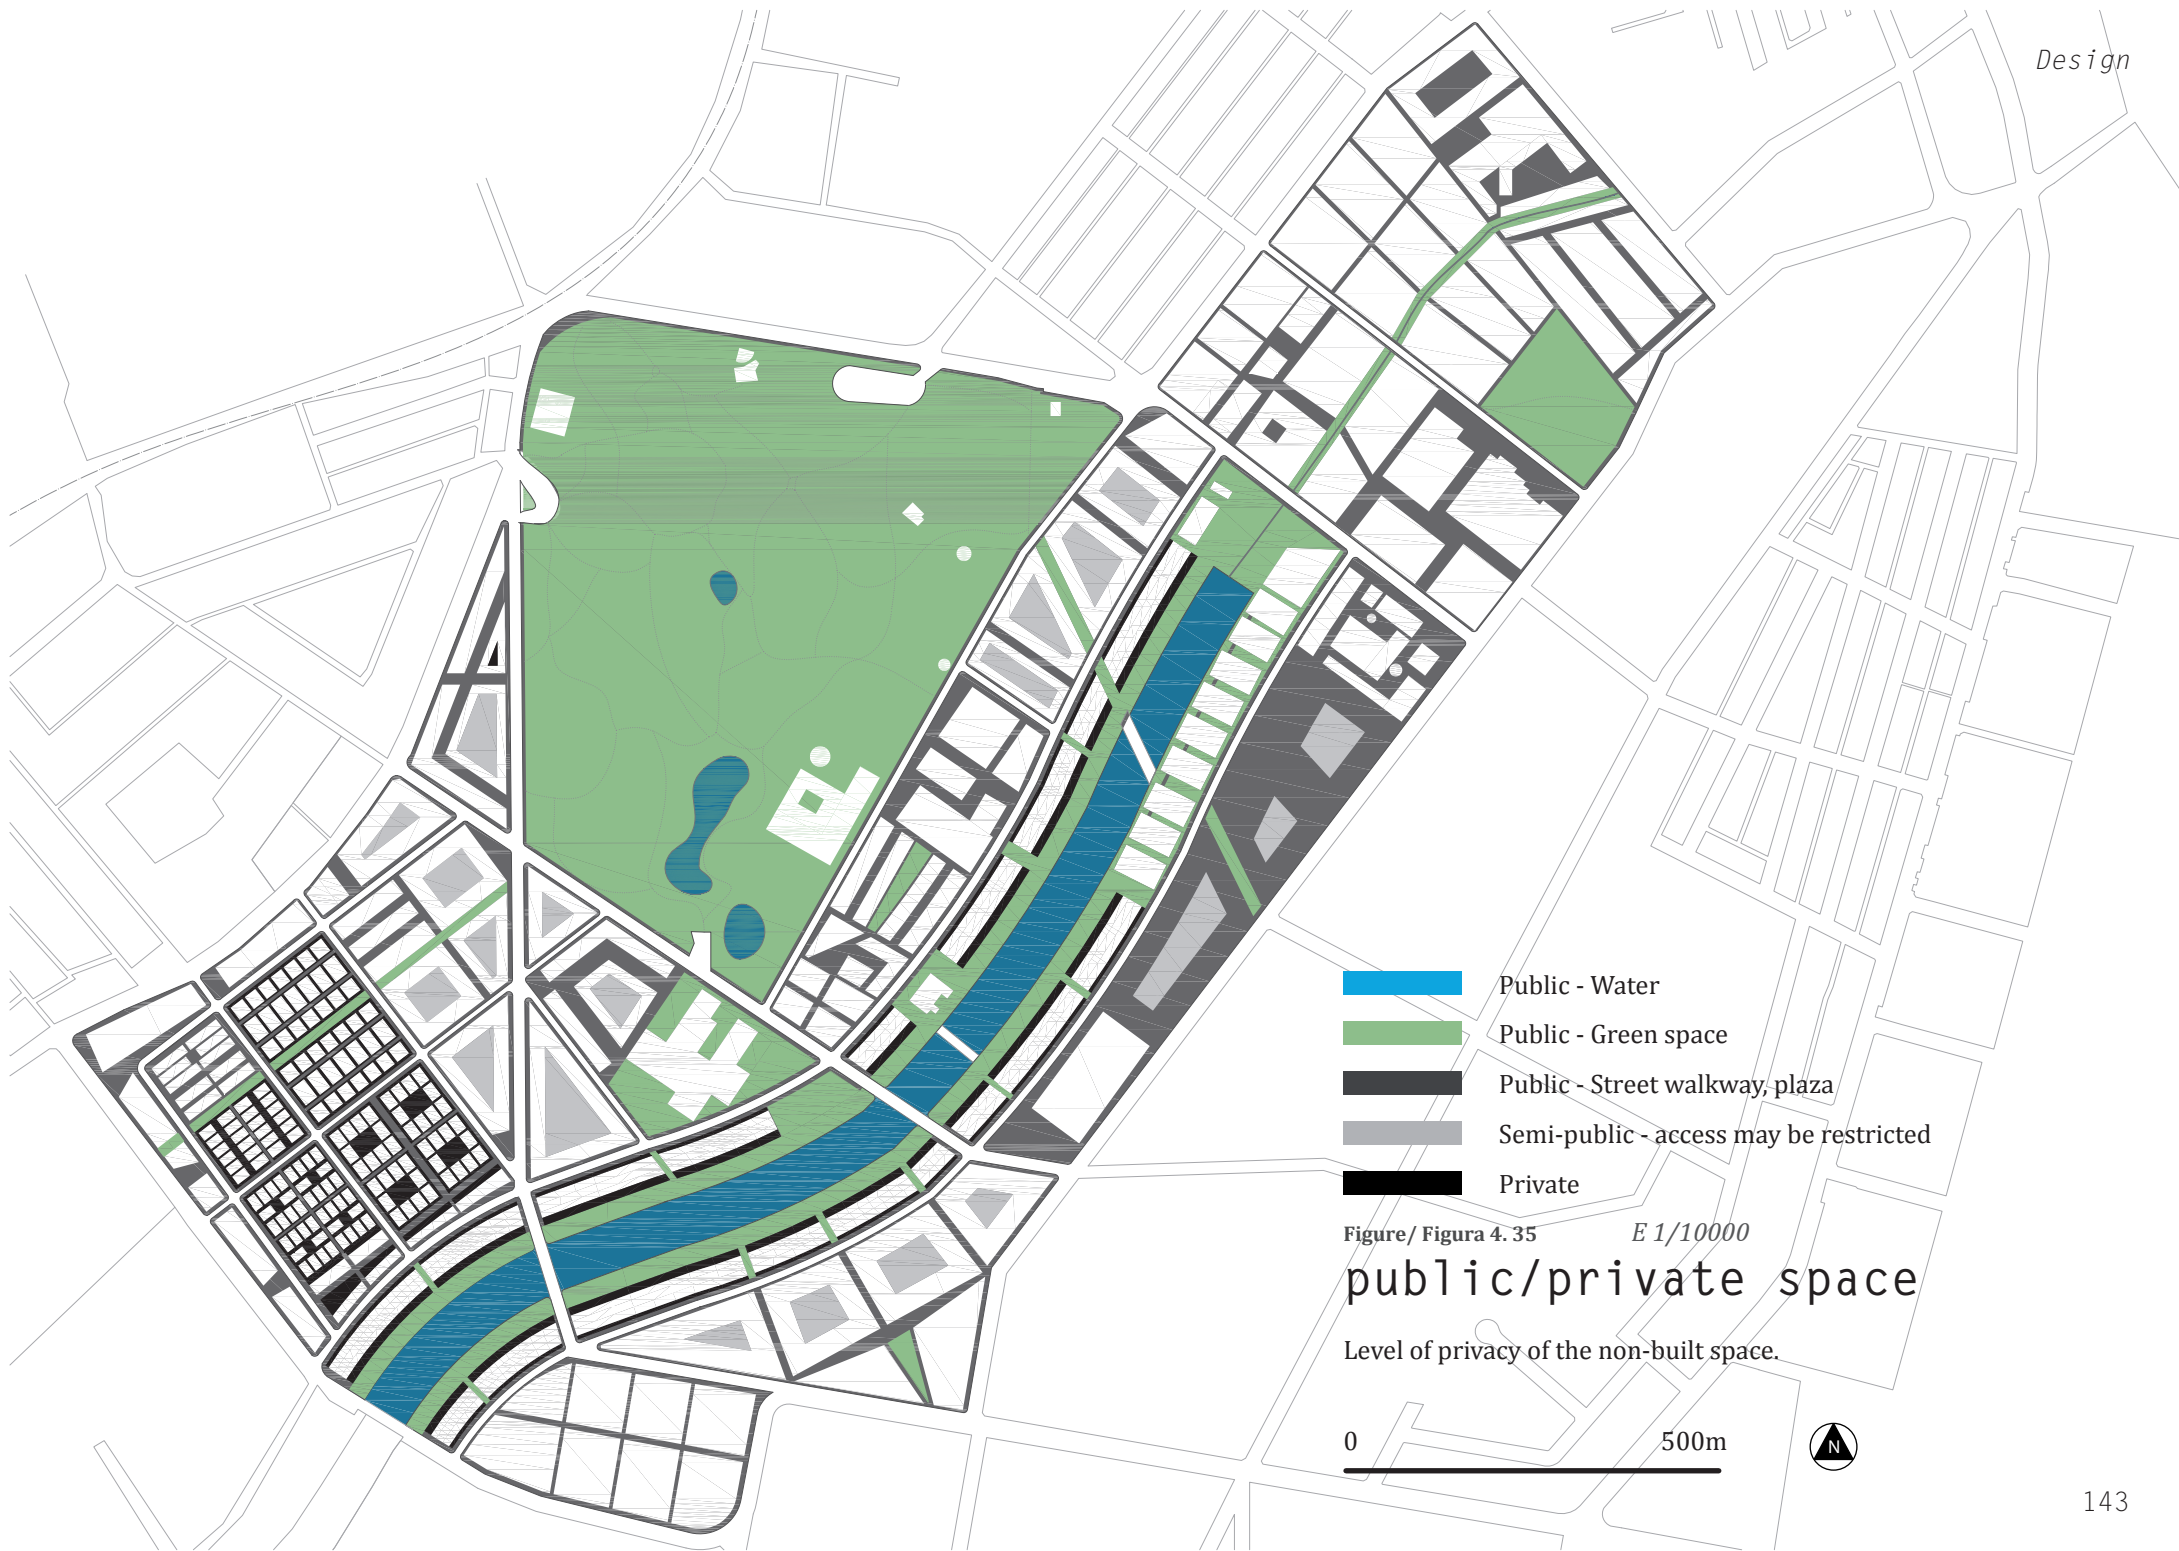 Design
Public - Water
Public - Green space
Public - Street walkway, plaza
Semi-public - access may be restricted
Private
Figure/ Figura 4. 35 E 1/10000
public/private space
Level of privacy of the non-built space.
0 500m
N
143